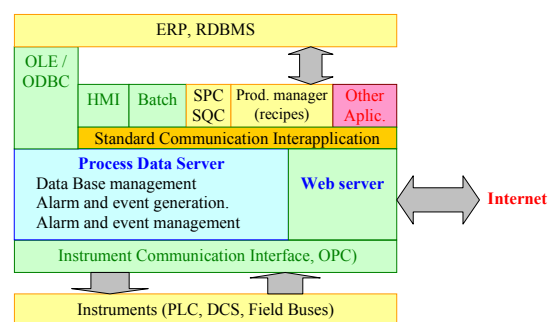 ERP, RDBMS
OLE /
ODBC
HMI
Batch
SPC
SQC
Prod. manager
(recipes)
Other
Aplic.
Standard Communication Interapplication
Process Data Server
Data Base management
Alarm and event generation.
Alarm and event management
Web server
Internet
Instrument Communication Interface, OPC)
Instruments (PLC, DCS, Field Buses)